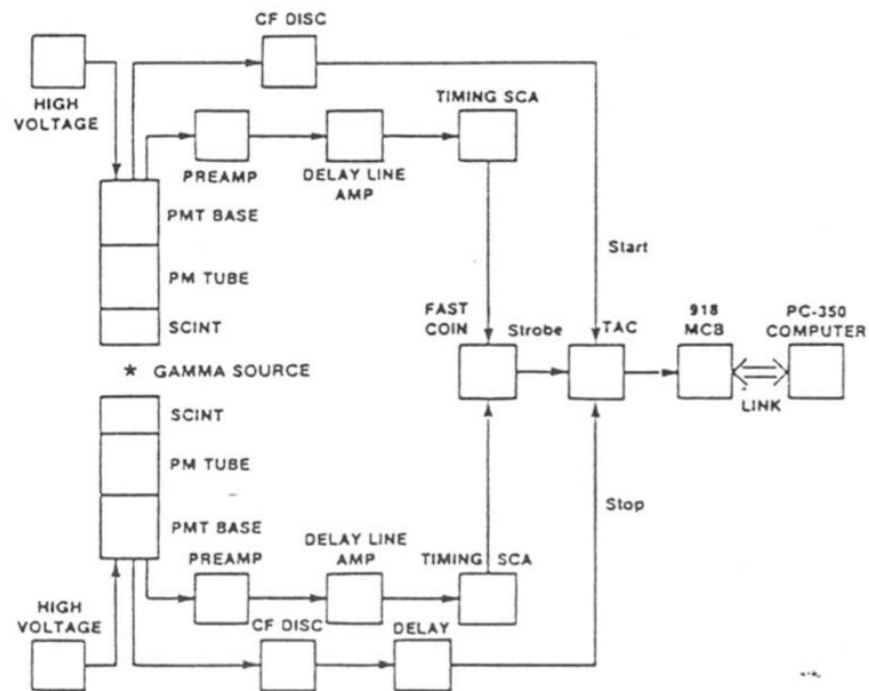 CF DISC
HIGH
VOLTAGE
TIMING SCA
PREAMP
DELAY LINE
AMP
PMT BASE
PM TUBE
SCINT
Start
FAST
COIN
Strobe
TAC
918
MCB
PC-350
COMPUTER
LINK
* GAMMA SOURCE
SCINT
PM TUBE
PMT BASE
Stop
PREAMP
DELAY LINE
AMP
TIMING SCA
HIGH
VOLTAGE
CF DISC
DELAY